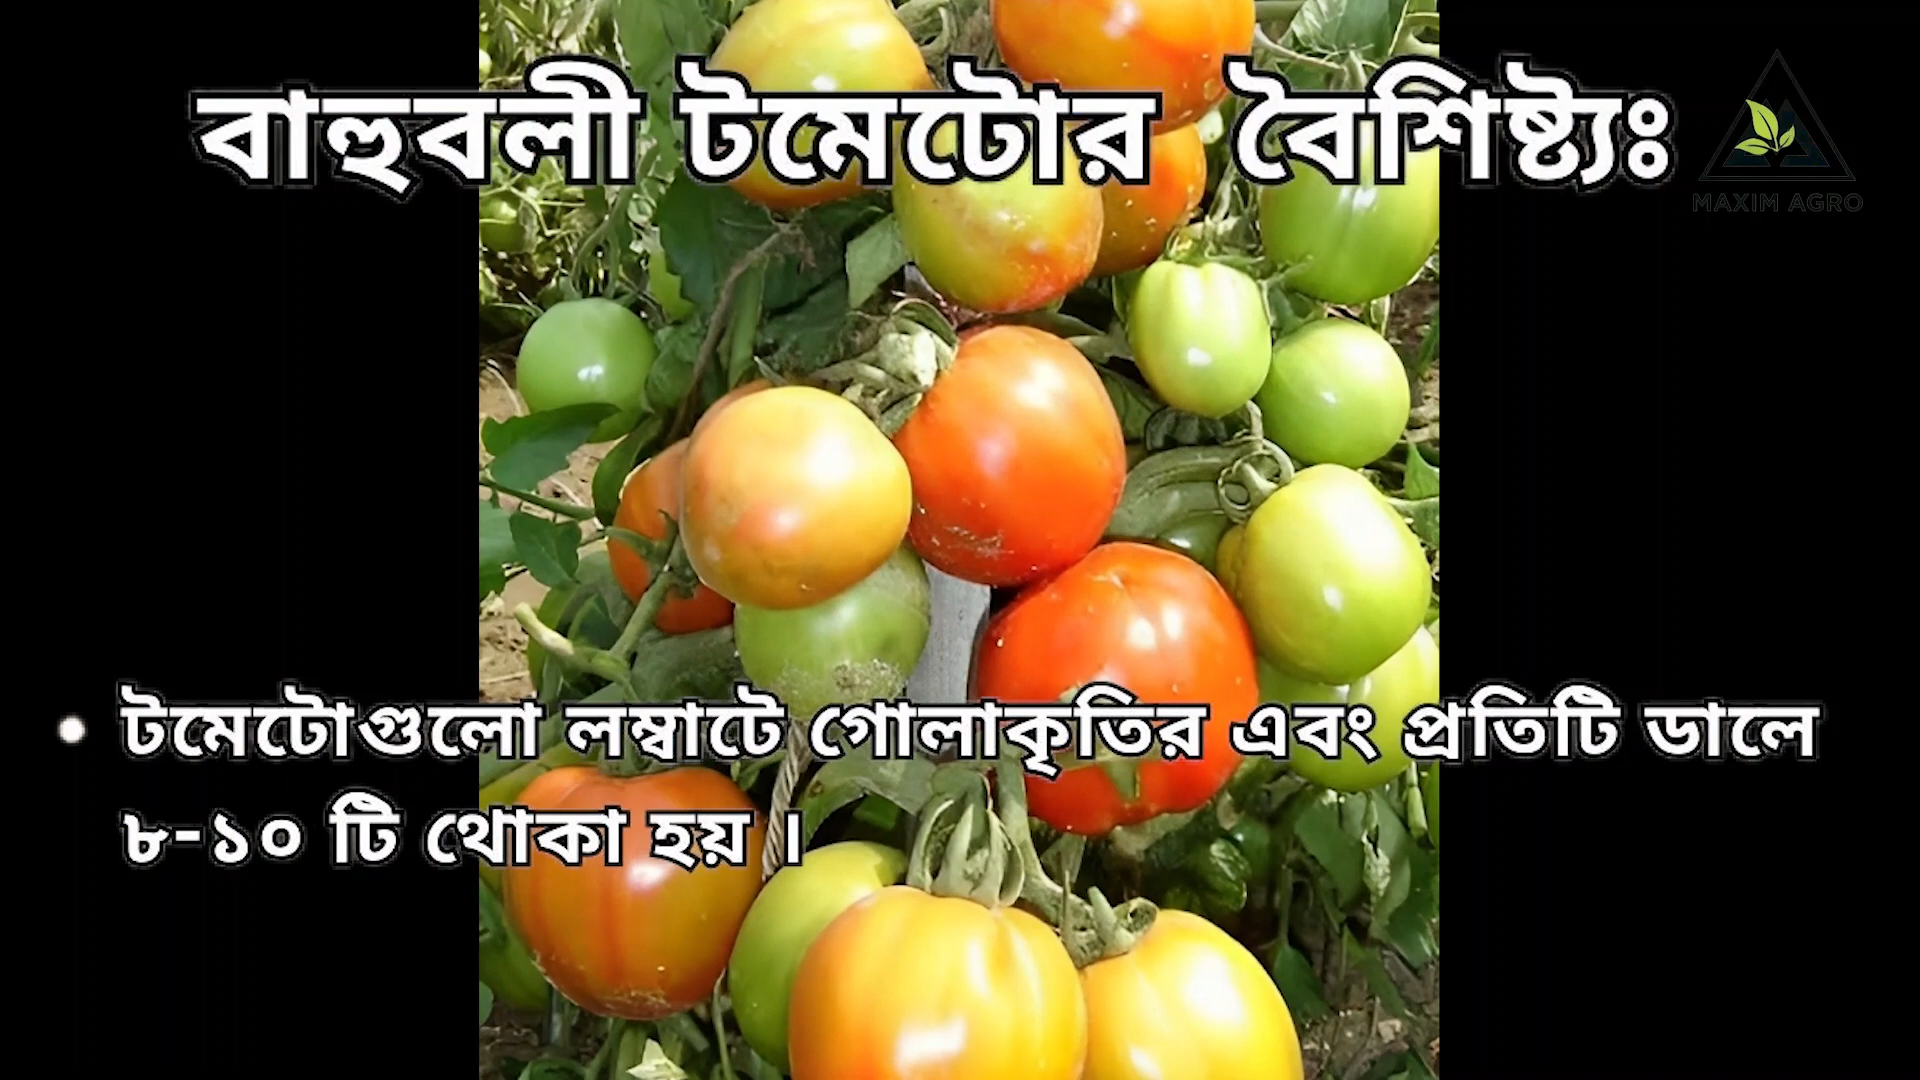 বাহুবলী টমেটোর বৈশিষ্ট্যঃ
MAXIM AGRO
• টমেটোগুলো লম্বাটে গোলাকৃতির এবং প্রতিটি ডালে
৮-১০ টি থোকা হয় ।